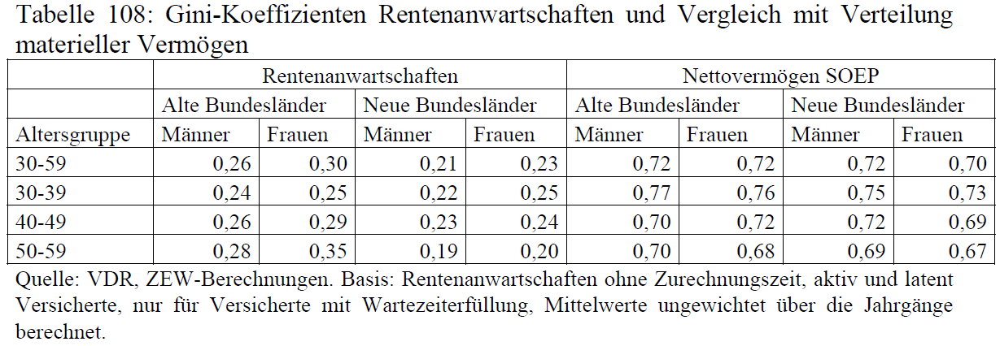 Tabelle 108: Gini-Koeffizienten Rentenanwartschaften und Vergleich mit Verteilung
materieller Vermögen
Rentenanwartschaften Nettovermögen SOEP
Alte Bundesländer Neue Bundesländer Alte Bundesländer Neue Bundesländer
Altersgruppe Männer Frauen Männer Frauen Männer Frauen Männer Frauen
30-59 0,26 0,30 0,21 0,23 0,72 0,72 0,72 0,70
30-39 0,24 0,25 0,22 0,25 0,77 0,76 0,75 0,73
40-49 0,26 0,29 0,23 0,24 0,70 0,72 0,72 0,69
50-59 0,28 0,35 0,19 0,20 0,70 0,68 0,69 0,67
Quelle: VDR, ZEW-Berechnungen. Basis: Rentenanwartschaften ohne Zurechnungszeit, aktiv und latent
Versicherte, nur für Versicherte mit Wartezeiterfüllung, Mittelwerte ungewichtet über die Jahrgänge
berechnet.